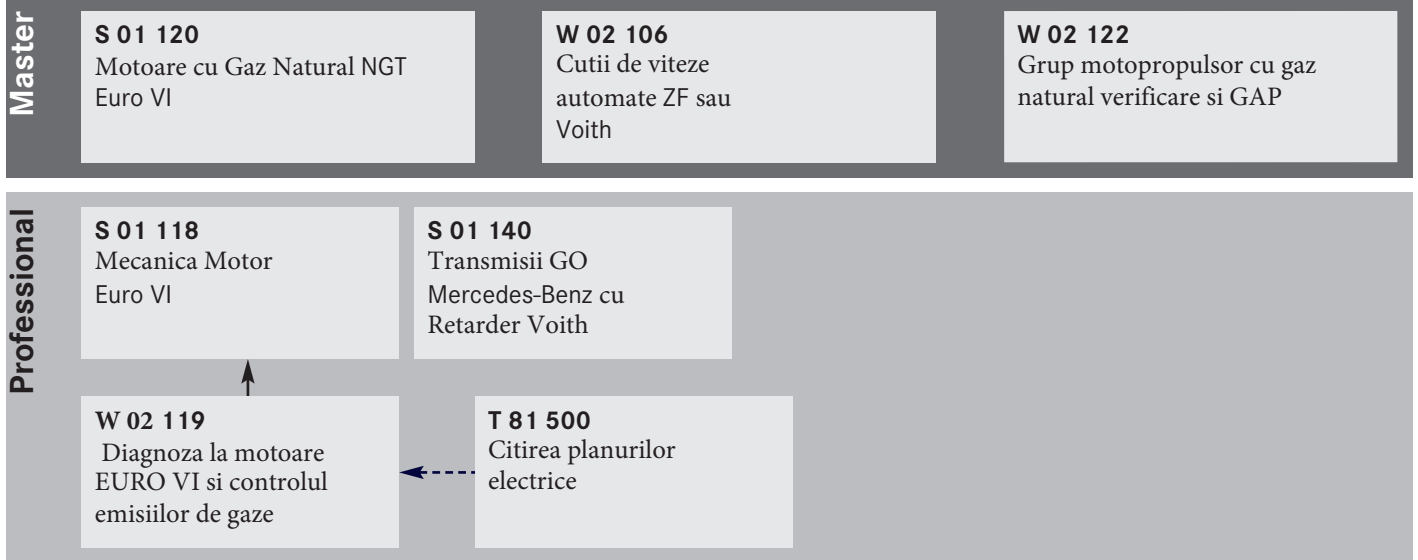 Master
S 01 120
Motoare cu Gaz Natural NGT
Euro VI
W 02 106
Cutii de viteze
automate ZF sau
Voith
W 02 122
Grup motopropulsor cu gaz
natural verificare si GAP
Professional
S 01 118
Mecanica Motor
Euro VI
S 01 140
Transmisii GO
Mercedes-Benz cu
Retarder Voith
W 02 119
Diagnoza la motoare
EURO VI si controlul
emisiilor de gaze
T 81 500
Citirea planurilor
electrice